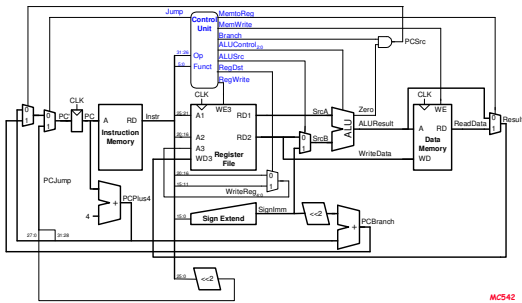 Jump
MemtoReg
Control
Unit
MemWrite
Branch
PCSrc
ALUControl2:0
31:26
Op
ALUSrc
5:0
Funct
RegDst
RegWrite
CLK
CLK
CLK
0
1
0
1
PC'
PC
A
RD
Instruction
Memory
Instr
25:21
A1
WE3
RD1
SrcA
Zero
WE
0
1
Result
20:16
A2
RD2
0
1
SrcB
ALU
ALUResult
A
RD
ReadData
Data
Memory
A3
WD3
Register
File
WriteData
WD
20:16
0
15:11
1
PCJump
WriteReg4:0
PCPlus4
4
+
SignImm
15:0
Sign Extend
<<2
+
PCBranch
27:0
31:28
25:0
<<2
MC542